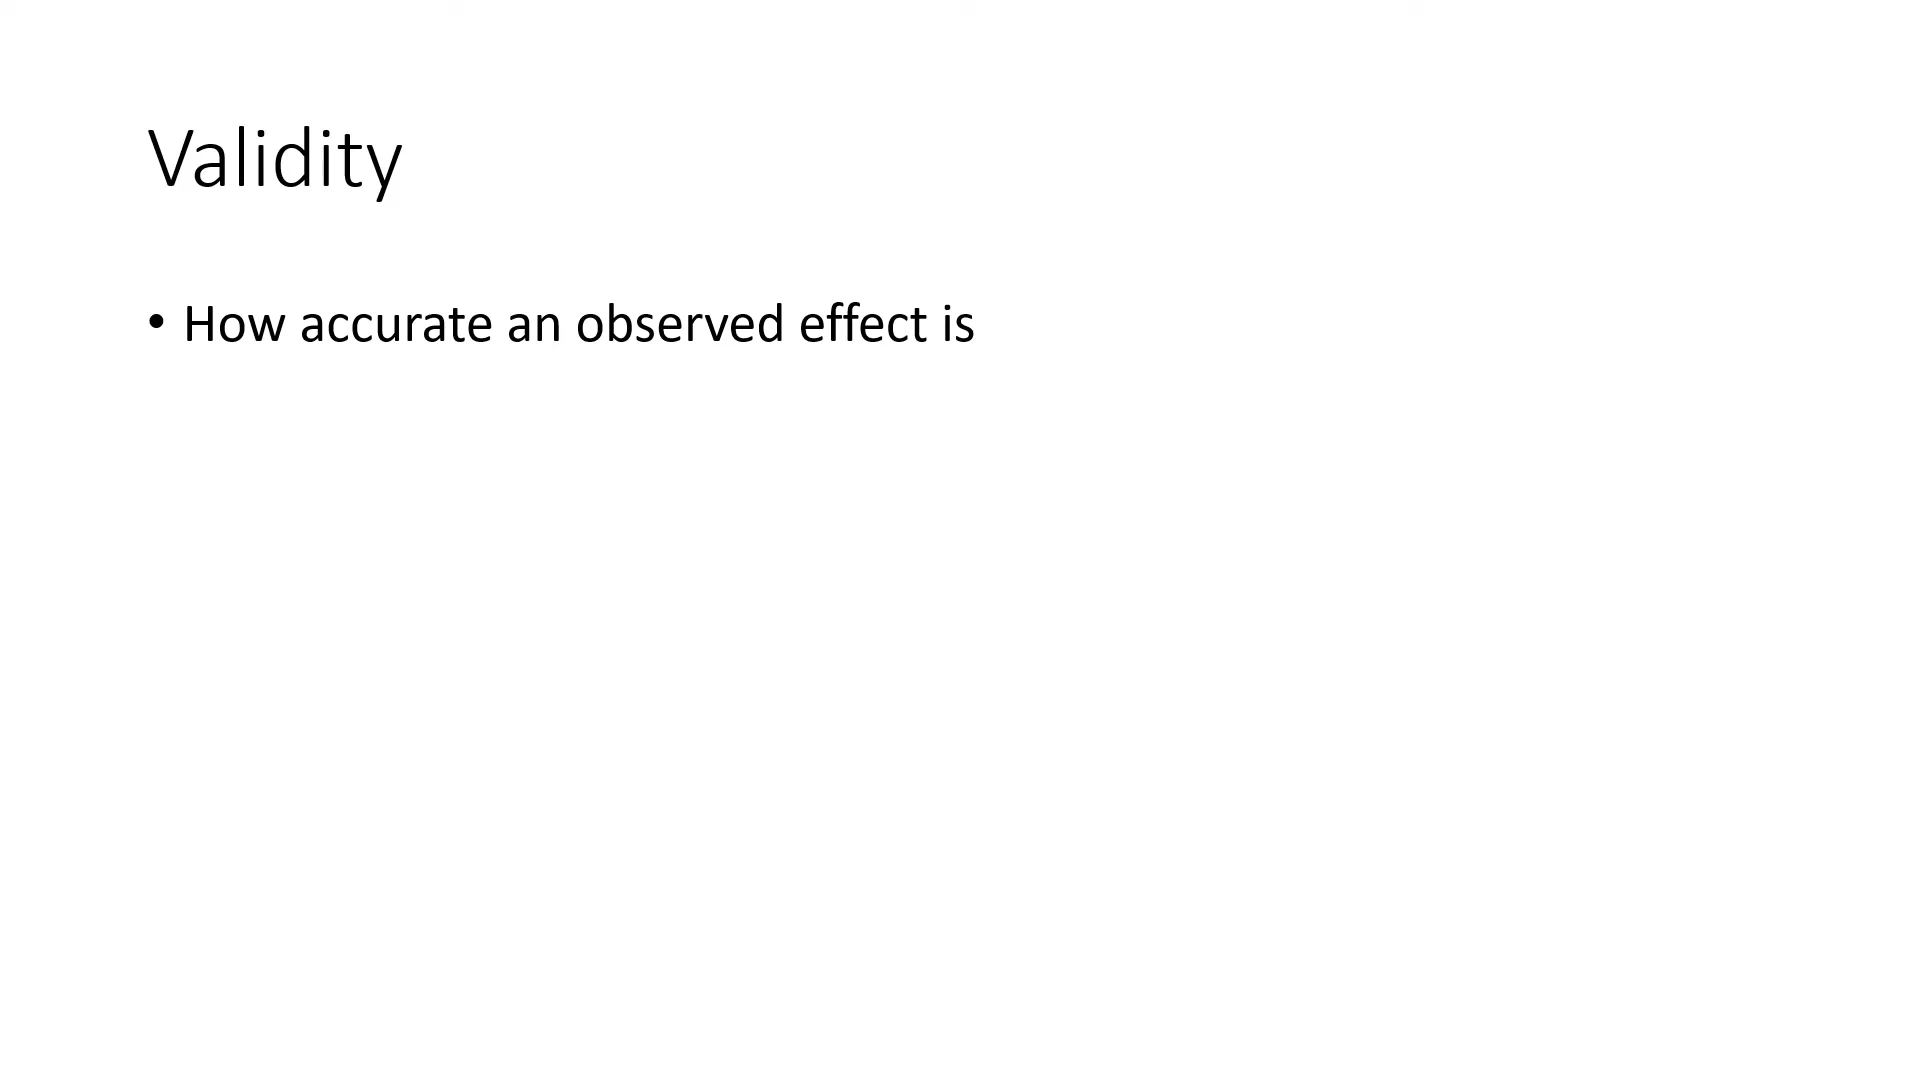 Validity
• How accurate an observed effect is